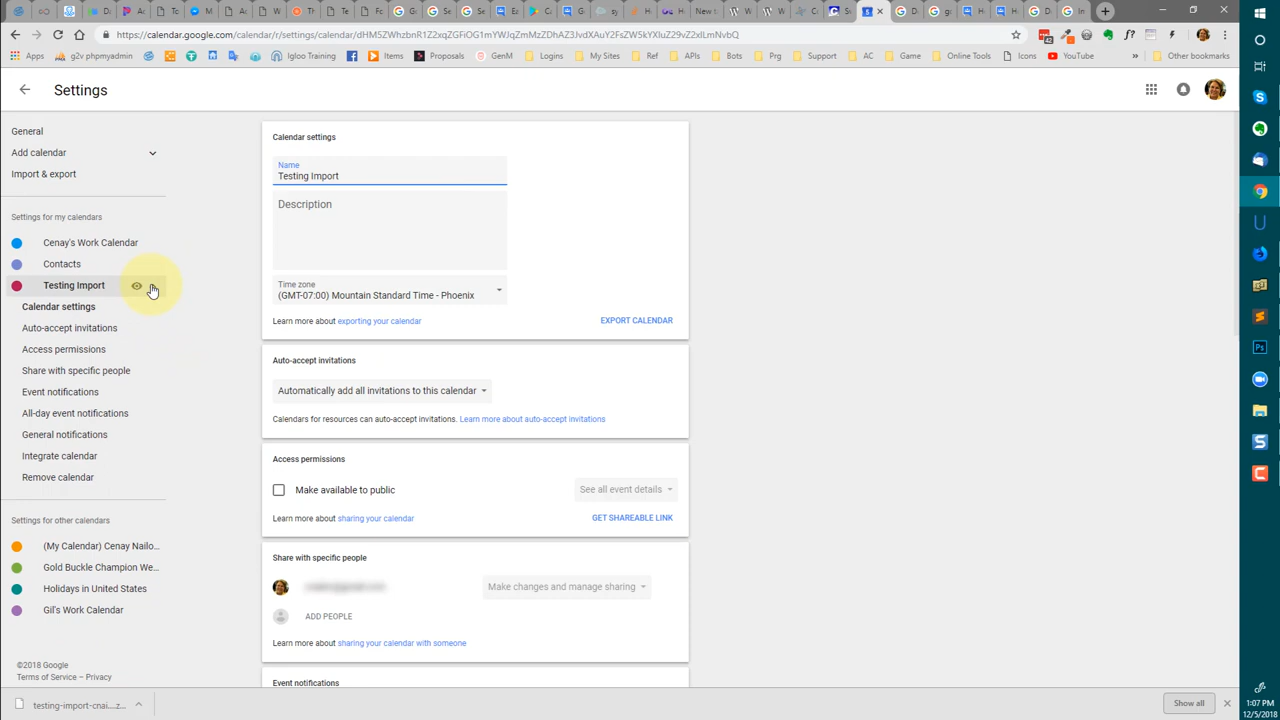 https://calendar.google.com/calendar/r/settings/calendar/
Apps
g2v phpmyadmin
Igloo Training
Items
Proposals
GenM
Logins
My Sites
Ref
APIs
Bots
Prg
Support
AC
Game
Online Tools
Icons
YouTube
»
Other bookmarks
Settings
General
Add calendar
Import & export
Settings for my calendars
Cenay's Work Calendar
Contacts
Testing Import
Calendar settings
Auto-accept invitations
Access permissions
Share with specific people
Event notifications
All-day event notifications
General notifications
Integrate calendar
Remove calendar
Settings for other calendars
(My Calendar) Cenay Nailo...
Gold Buckle Champion We...
Holidays in United States
Gil's Work Calendar
©2018 Google
Terms of Service – Privacy
Calendar settings
Name
Testing Import
Description
Time zone
(GMT-07:00) Mountain Standard Time - Phoenix
Learn more about exporting your calendar
EXPORT CALENDAR
Auto-accept invitations
Automatically add all invitations to this calendar
Calendars for resources can auto-accept invitations. Learn more about auto-accept invitations
Access permissions
Make available to public
See all event details
Learn more about sharing your calendar
GET SHAREABLE LINK
Share with specific people
Make changes and manage sharing
ADD PEOPLE
Learn more about sharing your calendar with someone
Event notifications
testing-import-cnai....z...
Show all
1:07 PM
12/5/2018